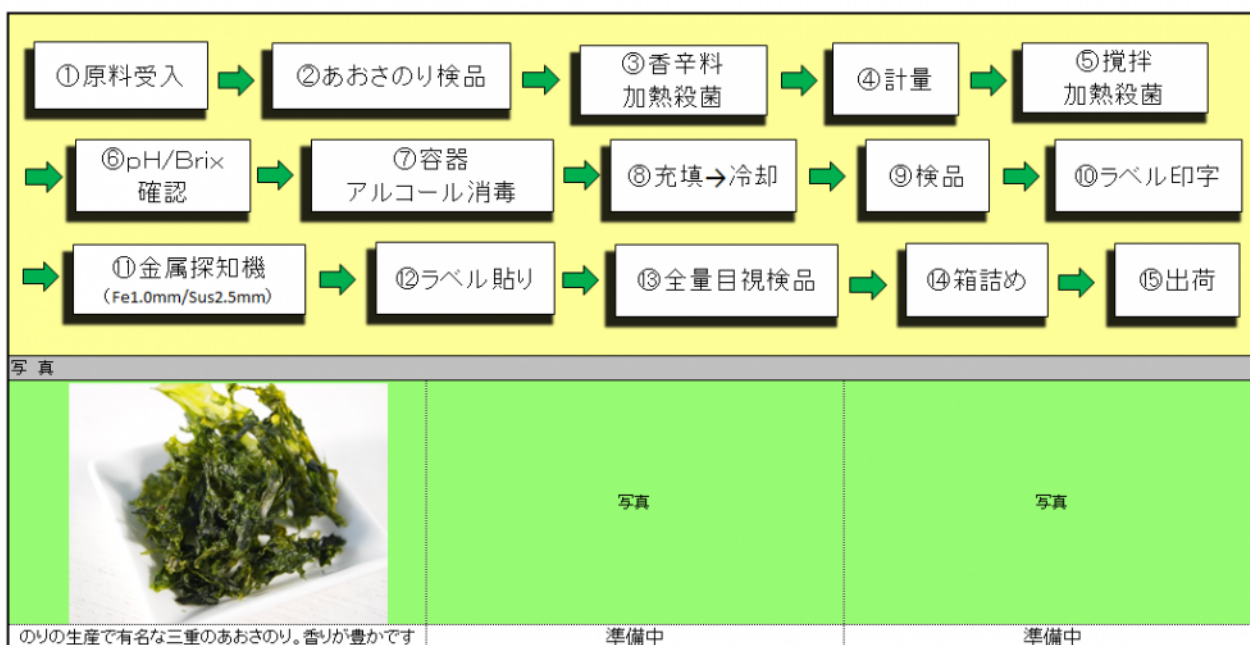 ①原料受入
②あおさのり検品
③香辛料
加熱殺菌
④計量
⑤撹拌
加熱殺菌
⑥pH/Brix
確認
⑦容器
アルコール消毒
⑧充填→冷却
⑨検品
⑩ラベル印字
⑪金属探知機
(Fe1.0mm/Sus2.5mm)
⑫ラベル貼り
⑬全量目視検品
⑭箱詰め
⑮出荷
写 真
写真
写真
のりの生産で有名な三重のあおさのり。香りが豊かです
準備中
準備中